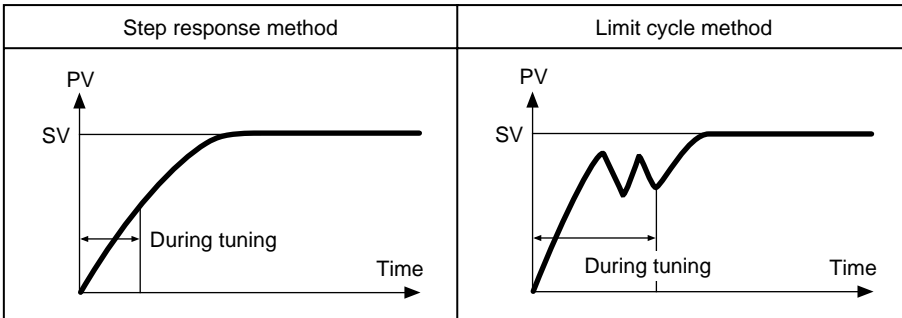 Step response method
PV
SV
During tuning
Time
Limit cycle method
PV
SV
During tuning
Time